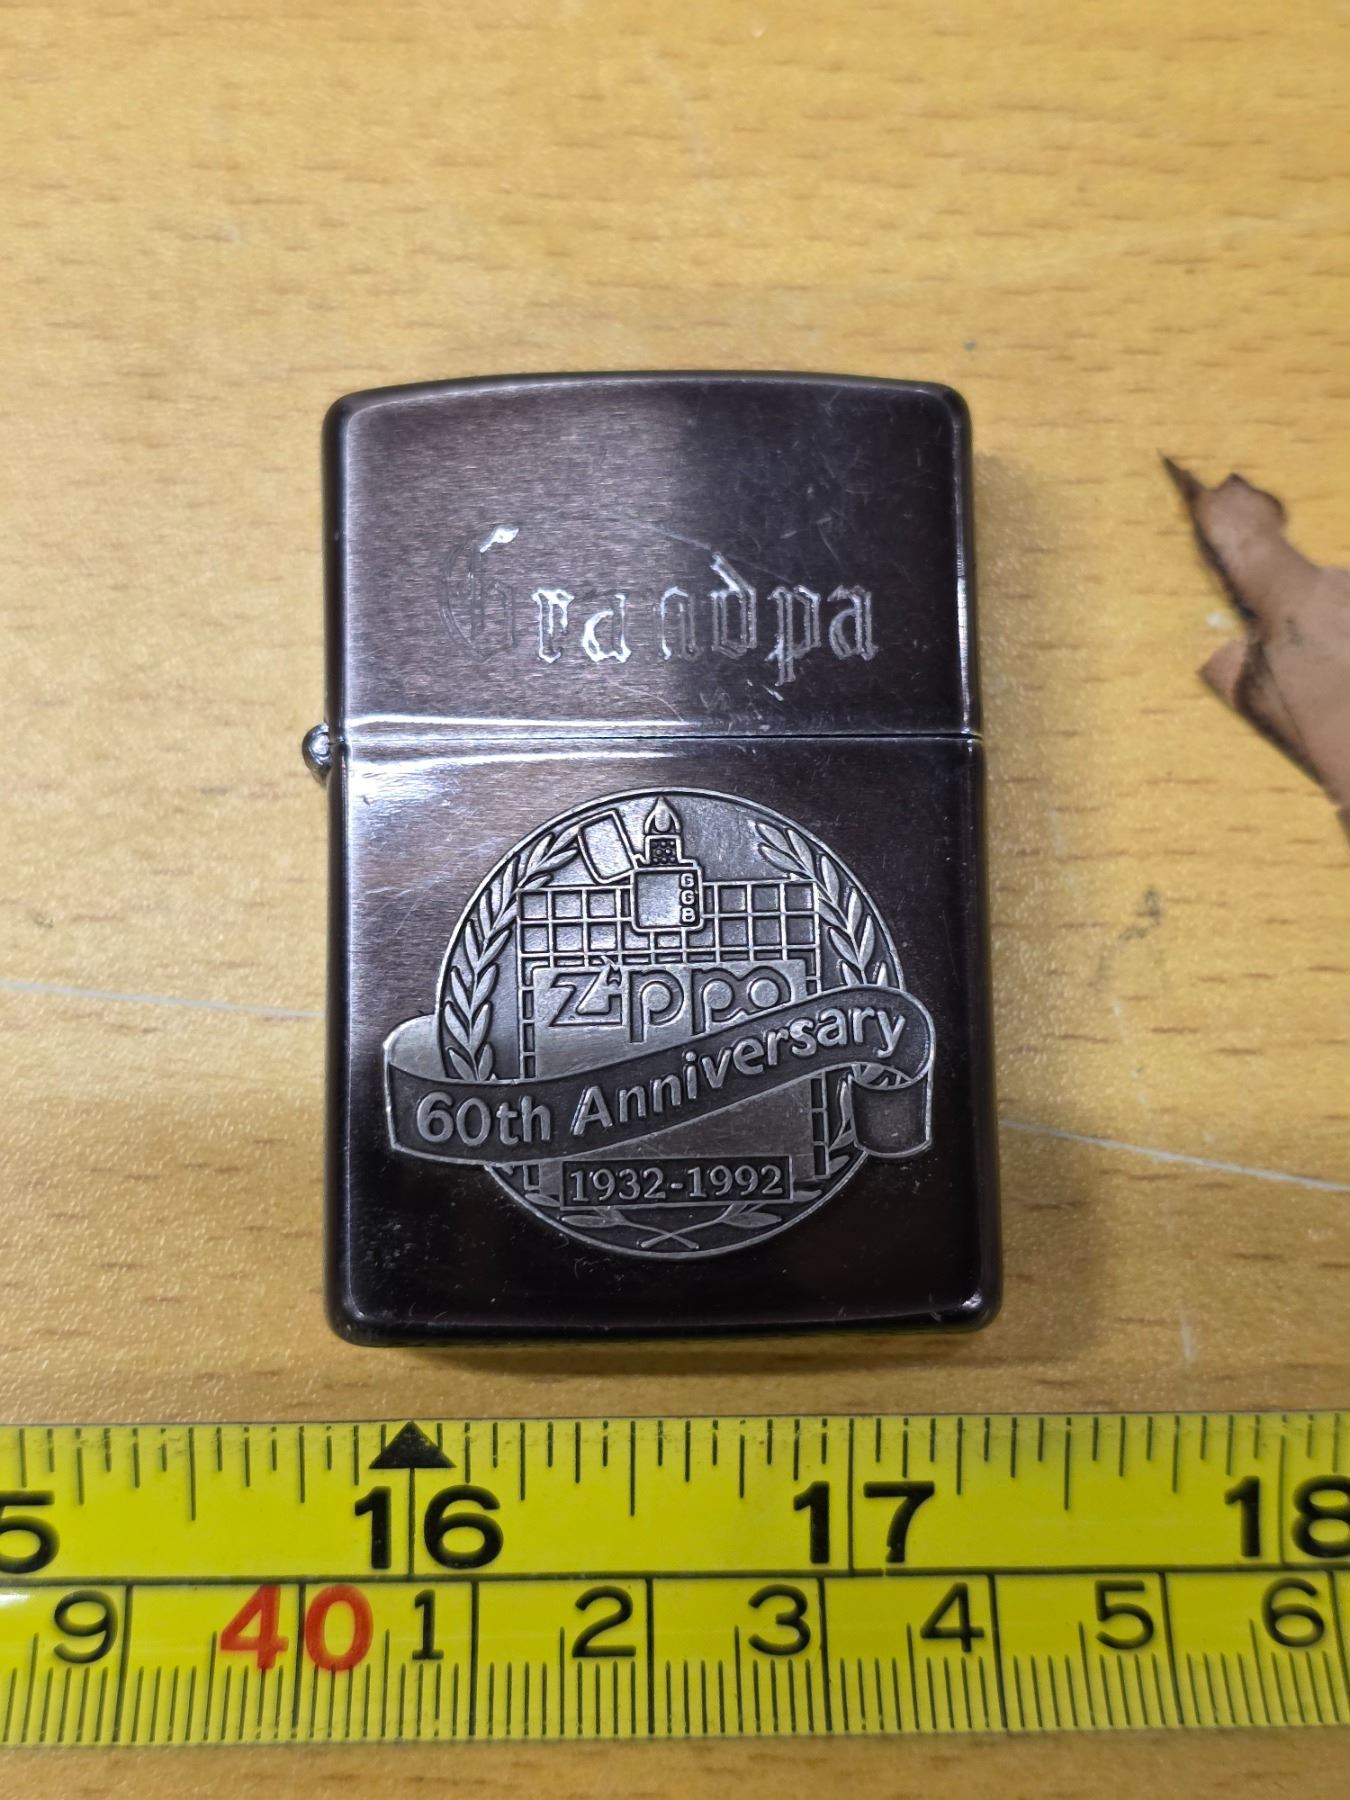 Grandpa
GGB
zippo
60th Anniversary
1932-1992
5 16 17 18
9 40 1 2 3 4 5 6